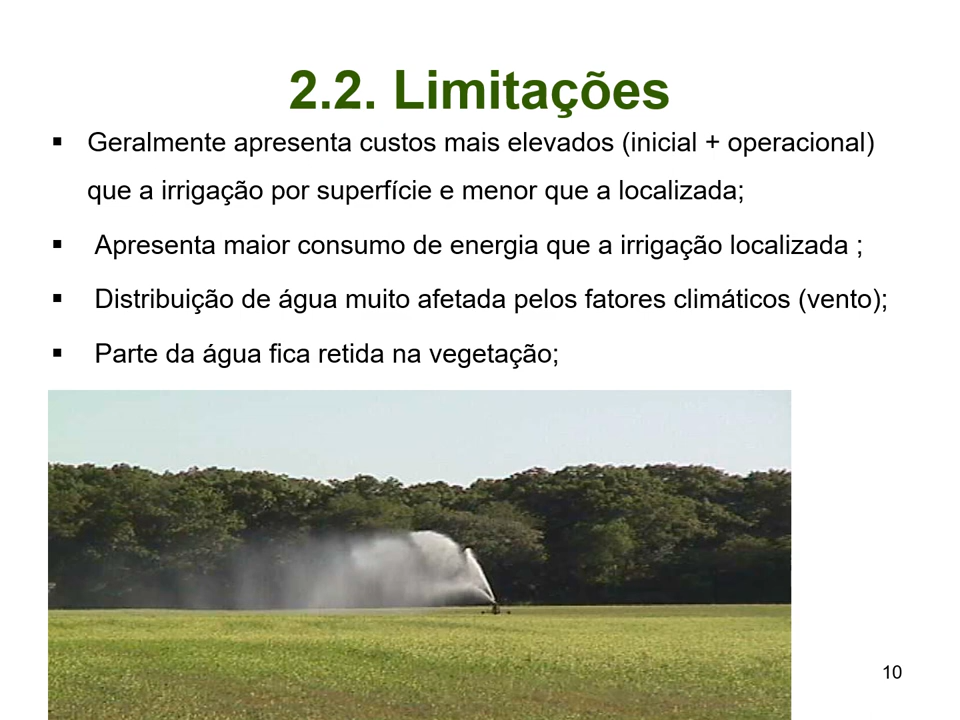 2.2. Limitações
▪ Geralmente apresenta custos mais elevados (inicial + operacional)
que a irrigação por superfície e menor que a localizada;
▪ Apresenta maior consumo de energia que a irrigação localizada ;
▪ Distribuição de água muito afetada pelos fatores climáticos (vento);
▪ Parte da água fica retida na vegetação;
10